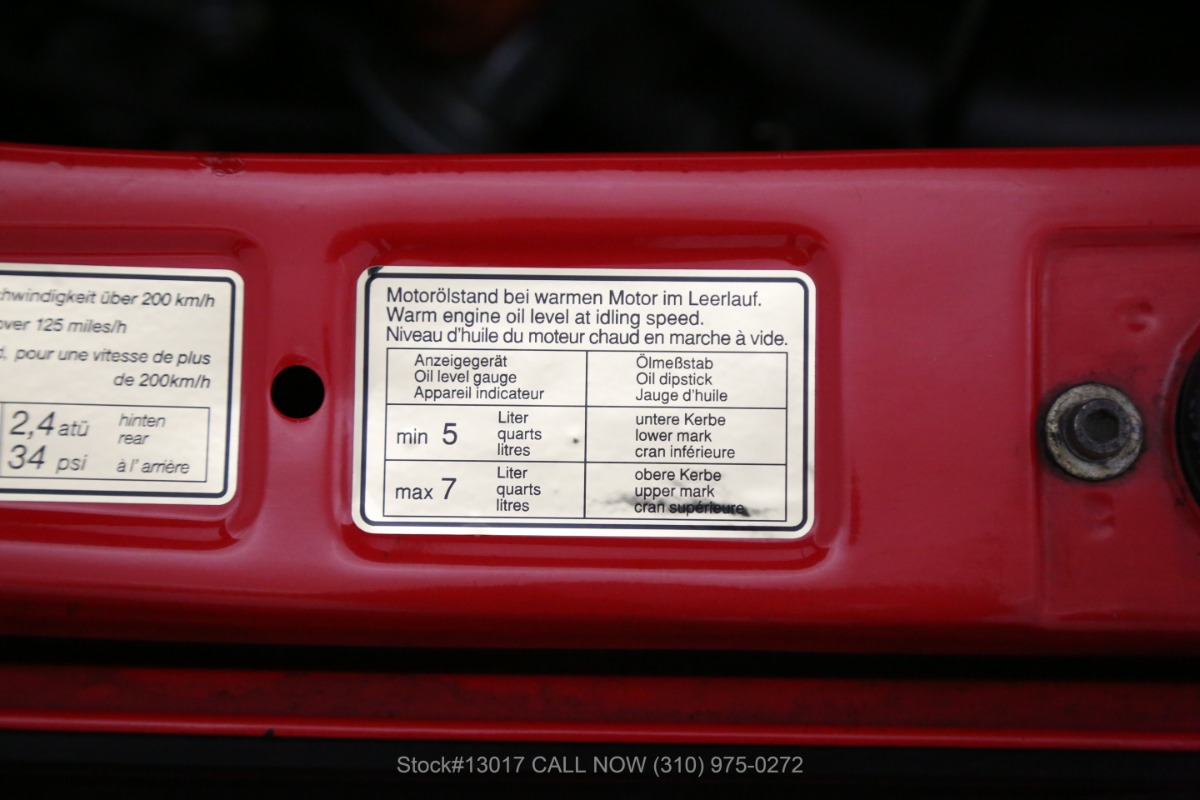 chwindigkeit über 200 km/h
over 125 miles/h
pour une vitesse de plus
de 200km/h
2,4 atü hinten
rear
34 psi à l'arrière
Motorölstand bei warmen Motor im Leerlauf.
Warm engine oil level at idling speed.
Niveau d'huile du moteur chaud en marche à vide.
Anzeigegerät
Oil level gauge
Appareil indicateur
Ölmeßstab
Oil dipstick
Jauge d'huile
min 5
Liter
quarts
litres
untere Kerbe
lower mark
cran inférieure
max 7
Liter
quarts
litres
obere Kerbe
upper mark
cran supérieure
Stock#13017 CALL NOW (310) 975-0272